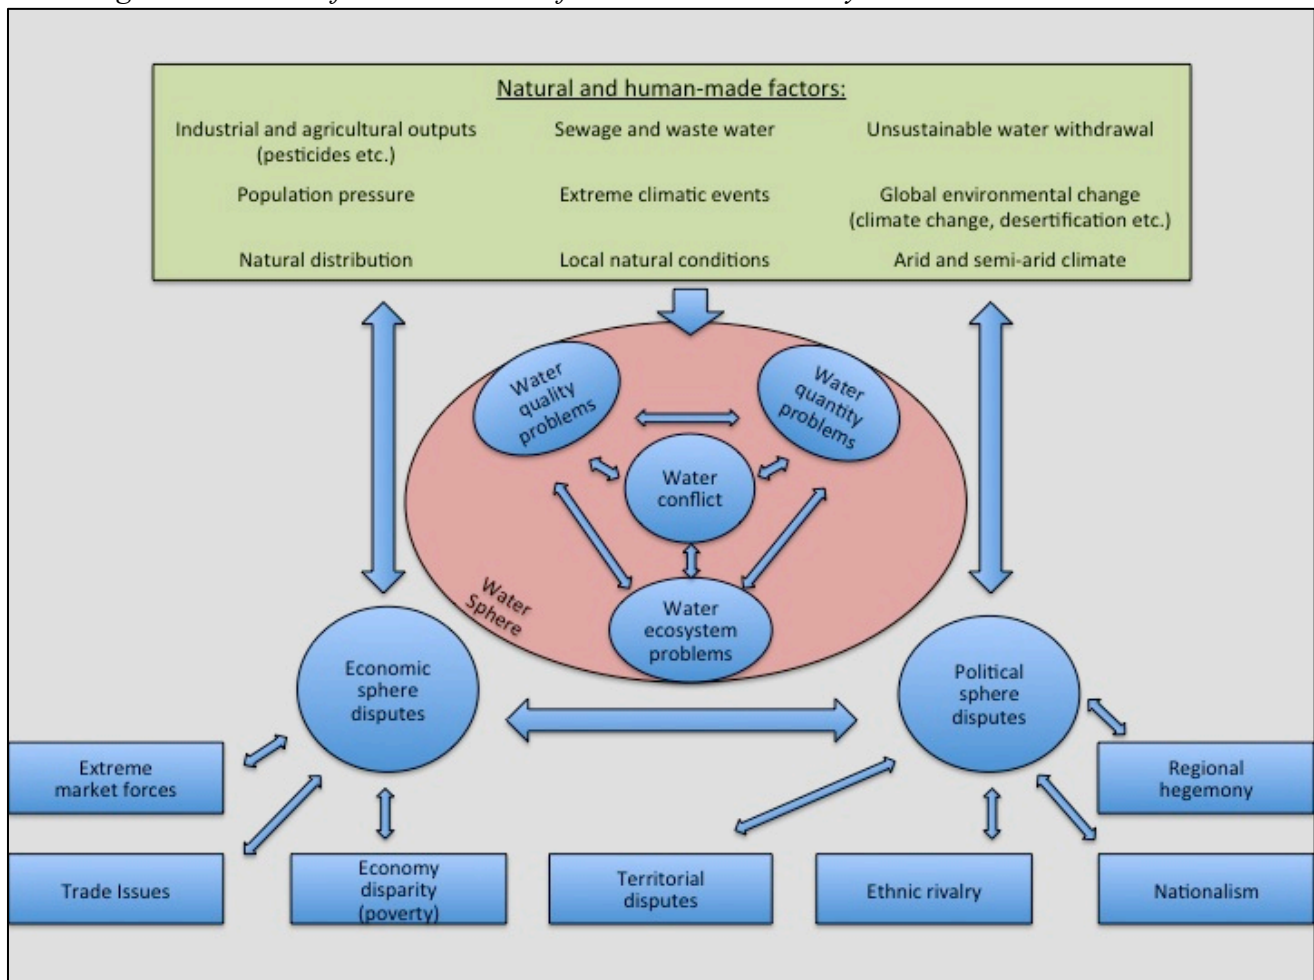 Natural and human-made factors:
Industrial and agricultural outputs
(pesticides etc.)
Sewage and waste water
Unsustainable water withdrawal
Population pressure
Extreme climatic events
Global environmental change
(climate change, desertification etc.)
Natural distribution
Local natural conditions
Arid and semi-arid climate
Water
quality
problems
Water
quantity
problems
Water
conflict
Water
Sphere
Water
ecosystem
problems
Economic
sphere
disputes
Political
sphere
disputes
Extreme
market forces
Regional
hegemony
Trade Issues
Economy
disparity
(poverty)
Territorial
disputes
Ethnic rivalry
Nationalism